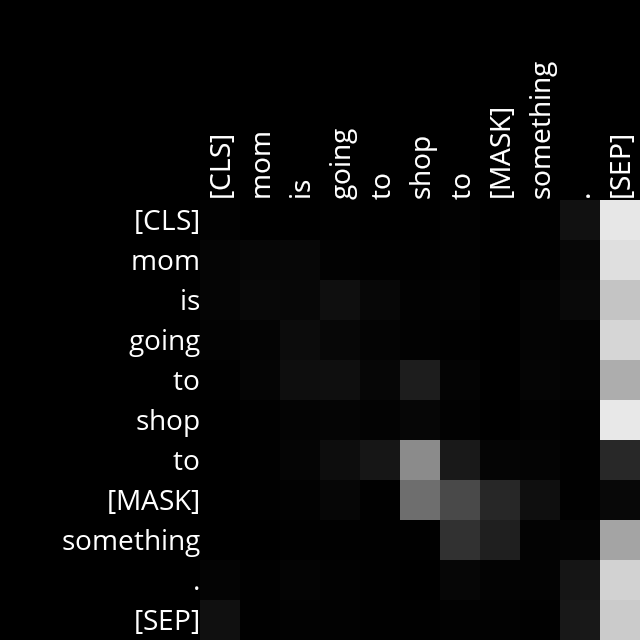 [CLS] mom is going to shop to [MASK] something . [SEP]
[CLS]
mom
is
going
to
shop
to
[MASK]
something
.
[SEP]